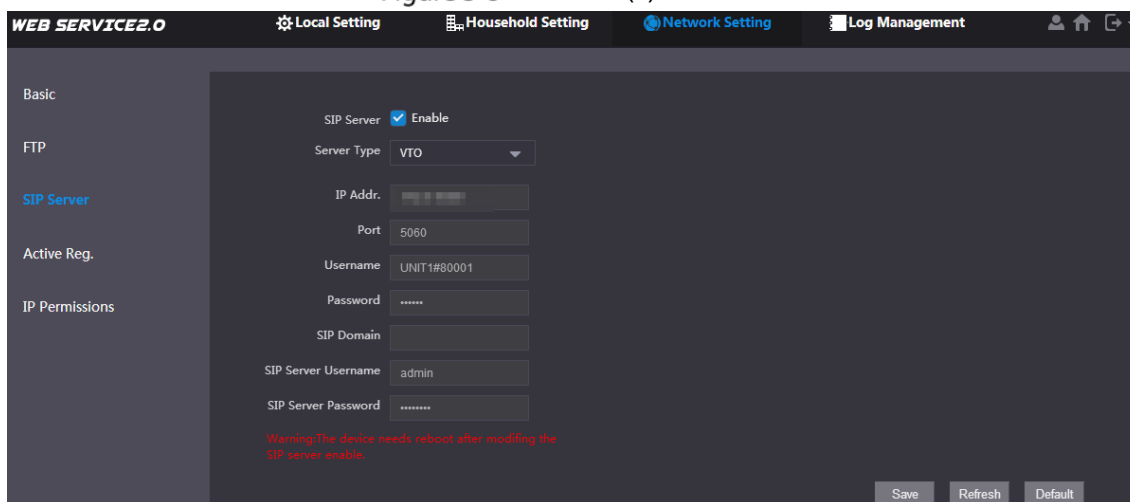 WEB SERVICE2.0
Local Setting
Household Setting
Network Setting
Log Management
Basic
FTP
SIP Server
Active Reg.
IP Permissions
SIP Server Enable
Server Type VTO
IP Addr.
Port 5060
Username UNIT1#80001
Password ••••••
SIP Domain
SIP Server Username admin
SIP Server Password ••••••••
Warning:The device needs reboot after modifing the
SIP server enable.
Save Refresh Default